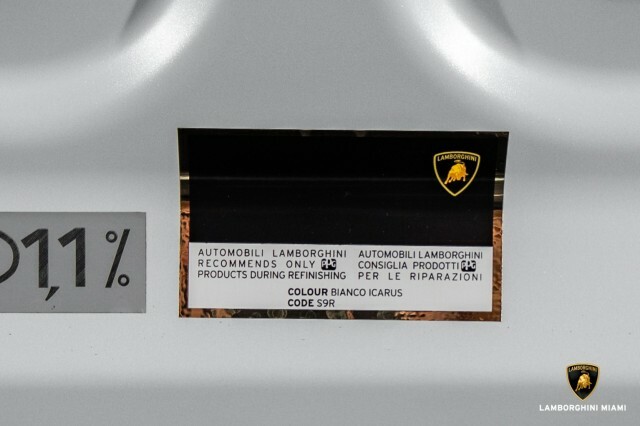 LAMBORGHINI
AUTOMOBILI LAMBORGHINI
RECOMMENDS ONLY PPG
PRODUCTS DURING REFINISHING
AUTOMOBILI LAMBORGHINI
CONSIGLIA PRODOTTI PPG
PER LE RIPARAZIONI
COLOUR BIANCO ICARUS
CODE S9R
1,1 %
LAMBORGHINI
LAMBORGHINI MIAMI